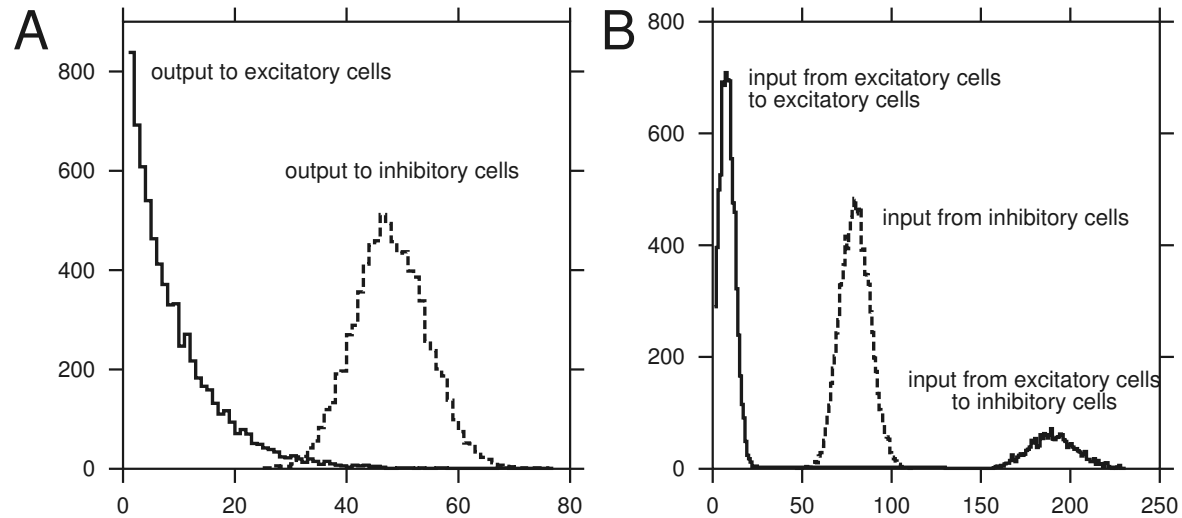 A
800
600
400
200
0
0 20 40 60 80
output to excitatory cells
output to inhibitory cells
B
800
600
400
200
0
0 50 100 150 200 250
input from excitatory cells
to excitatory cells
input from inhibitory cells
input from excitatory cells
to inhibitory cells